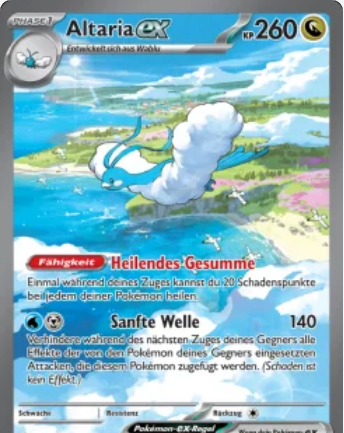 PHASE 1
Altaria ex KP 260
Entwickelt sich aus Wablu
Fähigkeit Heilendes Gesumme
Einmal während deines Zuges kannst du 20 Schadenspunkte
bei jedem deiner Pokémon heilen.
Sanfte Welle 140
Verhindere während des nächsten Zuges deines Gegners alle
Effekte der von den Pokémon deines Gegners eingesetzten
Attacken, die diesem Pokémon zugefügt werden. (Schaden ist
kein Effekt.)
Schwäche Resistenz Rückzug
Pokémon-ex-Regel